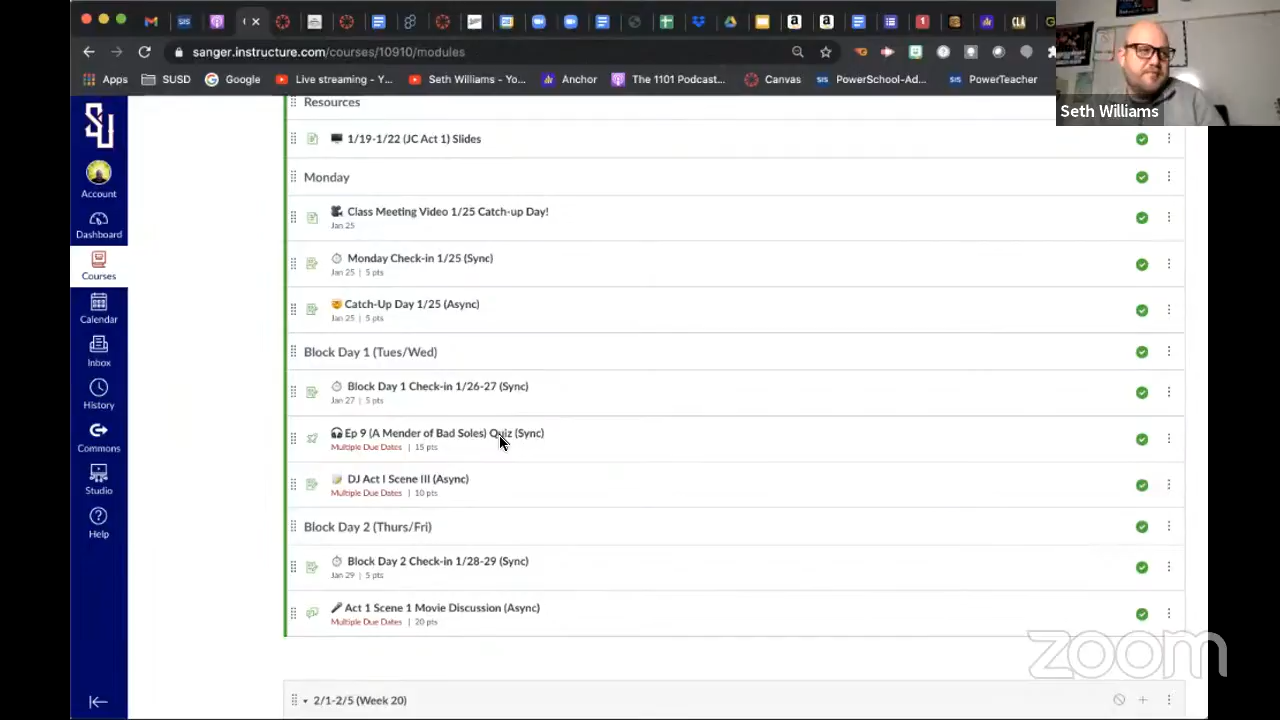 sanger.instructure.com/courses/10910/modules
Apps
SUSD
Google
Live streaming - Y...
Seth Williams - Yo...
Anchor
The 1101 Podcast...
Canvas
PowerSchool-Ad...
PowerTeacher
Seth Williams
SU
Account
Dashboard
Courses
Calendar
Inbox
History
Commons
Studio
Help
Resources
1/19-1/22 (JC Act 1) Slides
Monday
Class Meeting Video 1/25 Catch-up Day!
Jan 25
Monday Check-in 1/25 (Sync)
Jan 25 | 5 pts
Catch-Up Day 1/25 (Async)
Jan 25 | 5 pts
Block Day 1 (Tues/Wed)
Block Day 1 Check-in 1/26-27 (Sync)
Jan 27 | 5 pts
Ep 9 (A Mender of Bad Soles) Quiz (Sync)
Multiple Due Dates | 15 pts
DJ Act I Scene III (Async)
Multiple Due Dates | 10 pts
Block Day 2 (Thurs/Fri)
Block Day 2 Check-in 1/28-29 (Sync)
Jan 29 | 5 pts
Act 1 Scene 1 Movie Discussion (Async)
Multiple Due Dates | 20 pts
2/1-2/5 (Week 20)
zoom